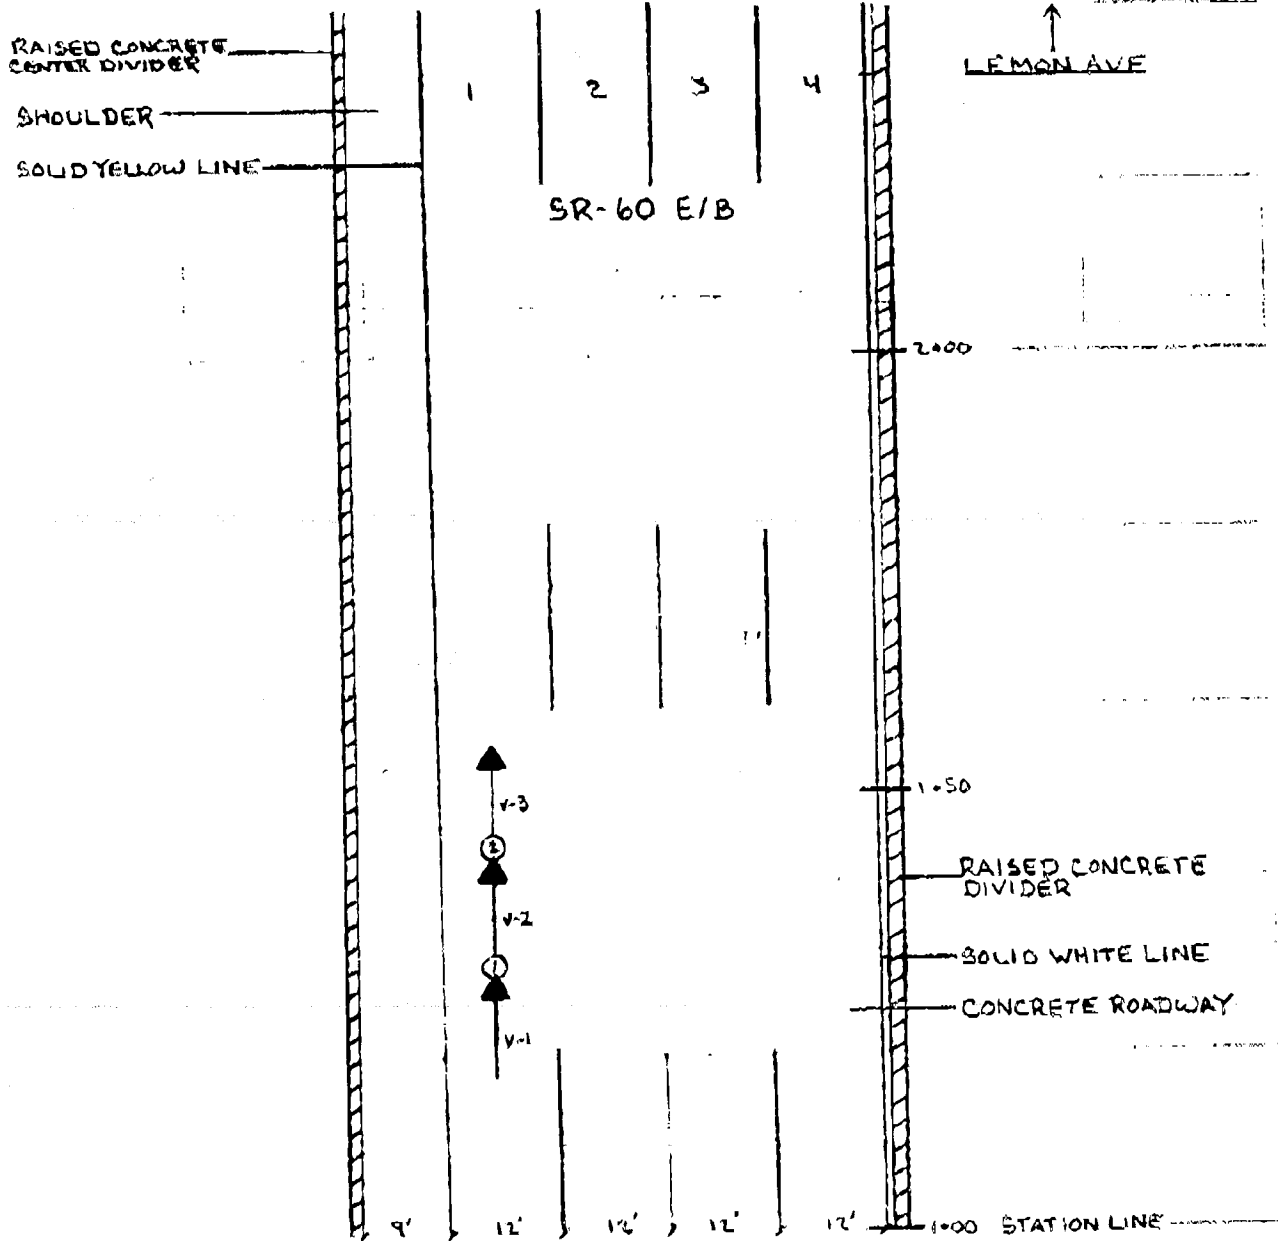 RAISED CONCRETE
CENTER DIVIDER
SHOULDER
SOLID YELLOW LINE
1 2 3 4
LEMON AVE
SR-60 E/B
2+00
1+50
V-3
2
V-2
1
V-1
RAISED CONCRETE
DIVIDER
SOLID WHITE LINE
CONCRETE ROADWAY
9' 12' 12' 12' 12'
1+00 STATION LINE